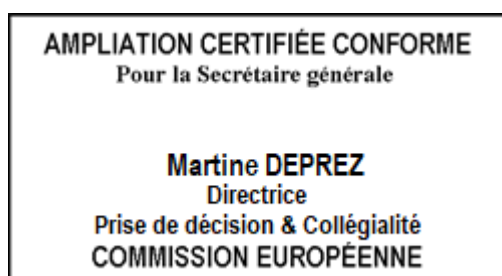 AMPLIATION CERTIFIÉE CONFORME
Pour la Secrétaire générale
Martine DEPREZ
Directrice
Prise de décision & Collégialité
COMMISSION EUROPÉENNE